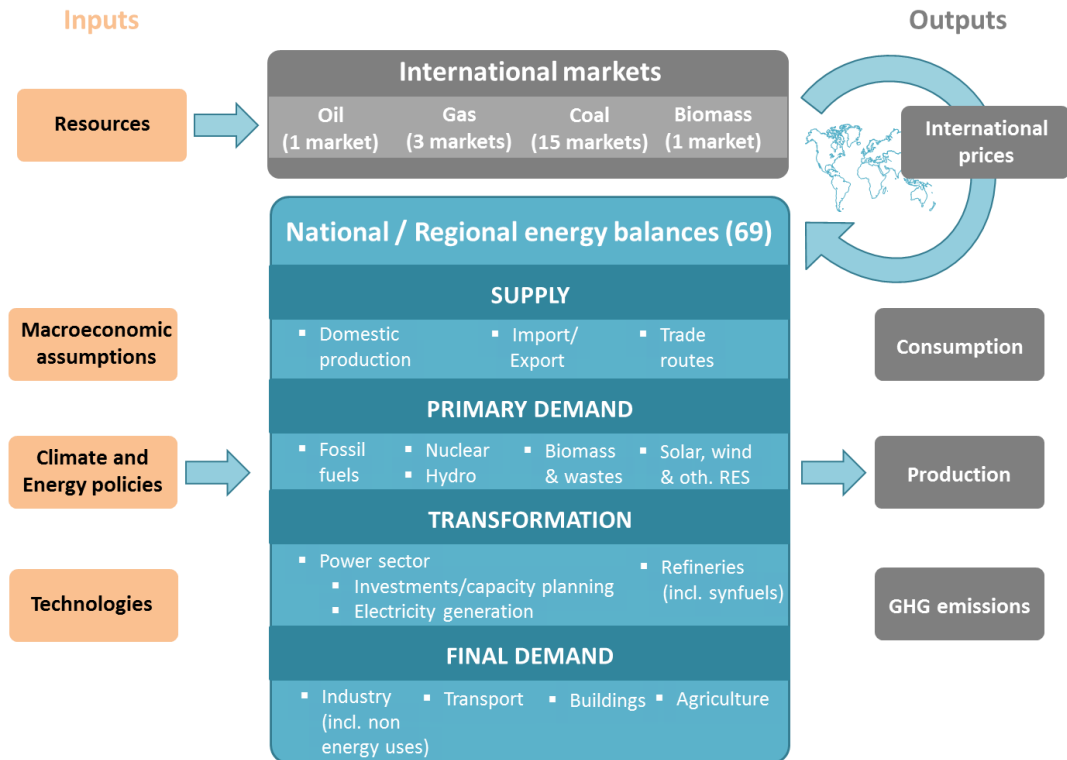 Inputs
Outputs
International markets
Oil
(1 market)
Gas
(3 markets)
Coal
(15 markets)
Biomass
(1 market)
Resources
International
prices
National / Regional energy balances (69)
SUPPLY
▪ Domestic
production
▪ Import/
Export
▪ Trade
routes
Macroeconomic
assumptions
Consumption
PRIMARY DEMAND
▪ Fossil
fuels
▪ Nuclear
▪ Hydro
▪ Biomass
& wastes
▪ Solar, wind
& oth. RES
Climate and
Energy policies
Production
TRANSFORMATION
▪ Power sector
▪ Investments/capacity planning
▪ Electricity generation
▪ Refineries
(incl. synfuels)
Technologies
GHG emissions
FINAL DEMAND
▪ Industry
(incl. non
energy uses)
▪ Transport
▪ Buildings
▪ Agriculture